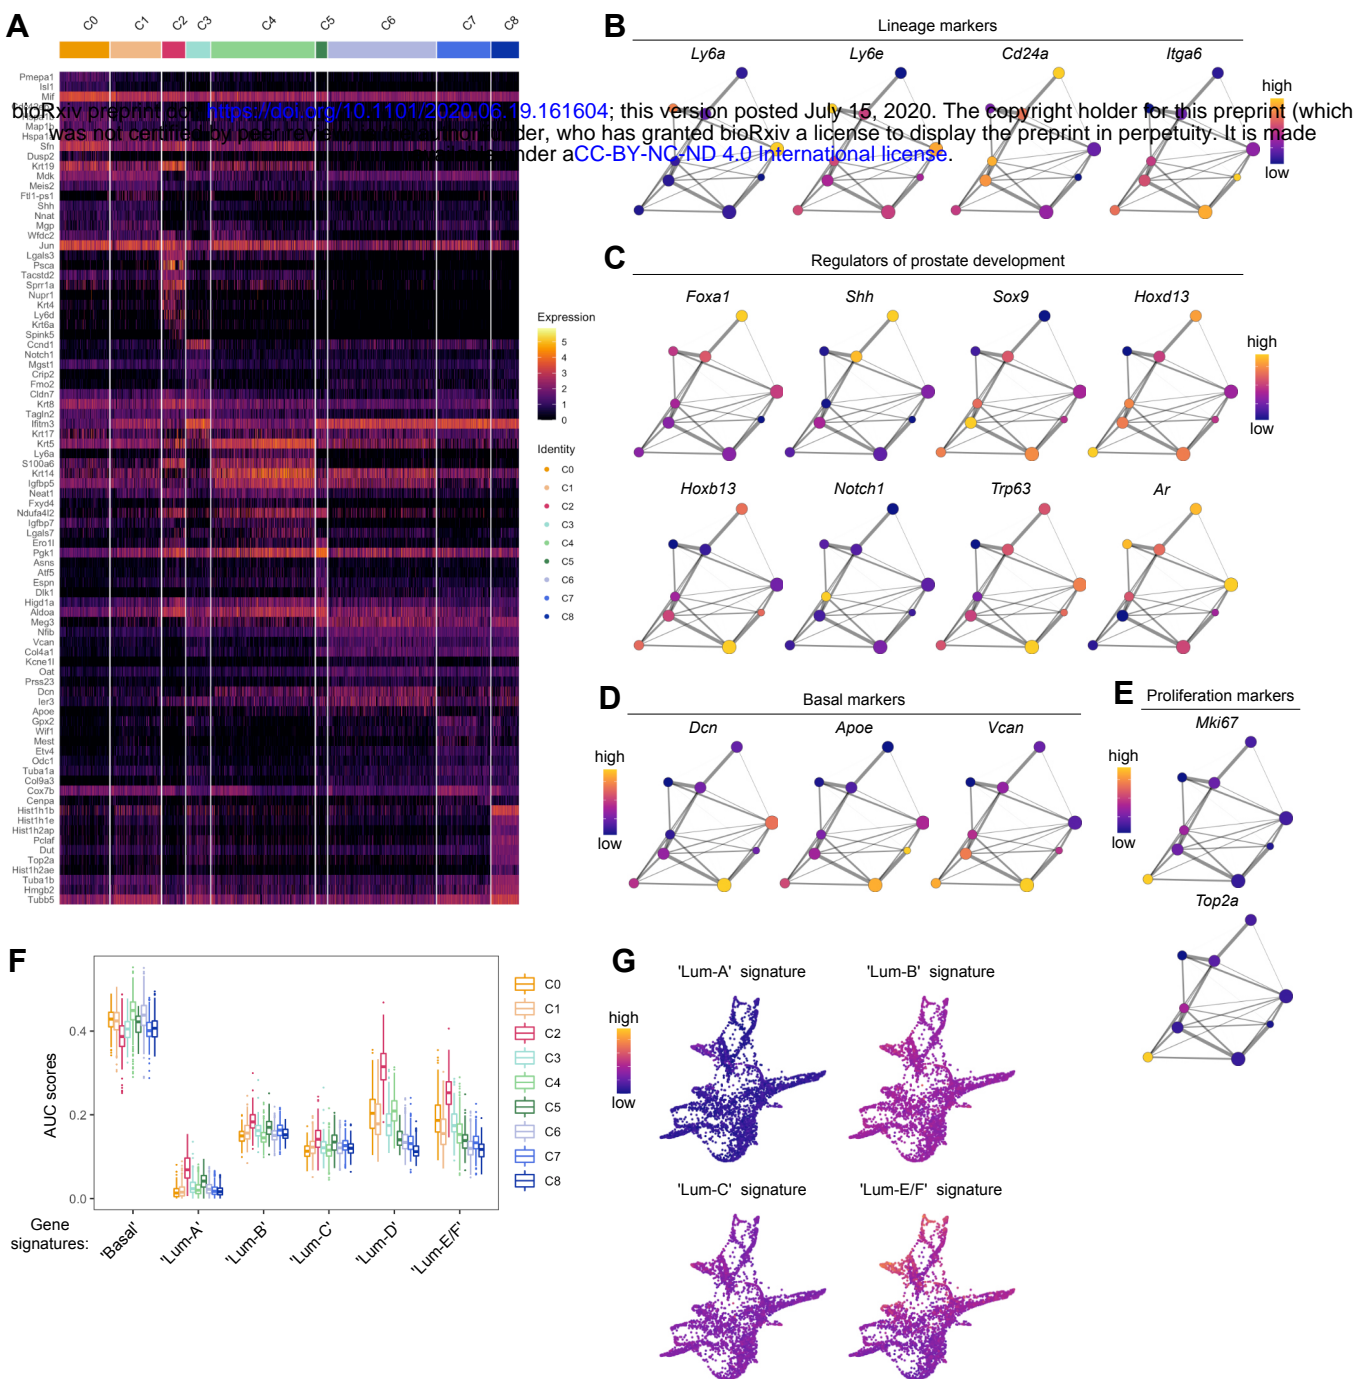 A
C0 C1 C2 C3 C4 C5 C6 C7 C8
Pmepa1
Isl1
Mif
Map1b
Sfn
Dusp2
Krt19
Mdk
Meis2
Ftl1-ps1
Shh
Nnat
Mgp
Wfdc2
Jun
Lgals3
Psca
Tacstd2
Sprr1a
Nupr1
Krt4
Ly6d
Krt6a
Spink5
Ccnd1
Notch1
Mgst1
Crip2
Fmo2
Cldn7
Krt8
Tagln2
Ifitm3
Krt17
Krt5
Ly6a
S100a6
Krt14
Igfbp5
Neat1
Fxyd4
Ndufa4l2
Igfbp7
Lgals7
Ero1l
Pgk1
Asns
Atf5
Espn
Dlk1
Higd1a
Aldoa
Meg3
Nfib
Vcan
Col4a1
Kcne1l
Oat
Prss23
Dcn
Ier3
Apoe
Gpx2
Wif1
Mest
Etv4
Odc1
Tuba1a
Col9a3
Cox7b
Cenpa
Hist1h1b
Hist1h1e
Hist1h2ap
Pclaf
Dut
Top2a
Hist1h2ae
Tuba1b
Hmgb2
Tubb5
Expression
5
4
3
2
1
0
Identity
C0
C1
C2
C3
C4
C5
C6
C7
C8
bioRxiv preprint doi: https://doi.org/10.1101/2020.06.19.161604; this version posted July 15, 2020. The copyright holder for this preprint (which
was not certified by peer review) is the author/funder, who has granted bioRxiv a license to display the preprint in perpetuity. It is made
under aCC-BY-NC-ND 4.0 International license.
B
Lineage markers
Ly6a Ly6e Cd24a Itga6
high
low
C
Regulators of prostate development
Foxa1 Shh Sox9 Hoxd13
high
low
Hoxb13 Notch1 Trp63 Ar
D
Basal markers
Dcn Apoe Vcan
high
low
E
Proliferation markers
Mki67
high
low
Top2a
F
AUC scores
0.4
0.2
0.0
Gene
signatures:
'Basal' 'Lum-A' 'Lum-B' 'Lum-C' 'Lum-D' 'Lum-E/F'
C0
C1
C2
C3
C4
C5
C6
C7
C8
G
'Lum-A' signature 'Lum-B' signature
high
low
'Lum-C' signature 'Lum-E/F' signature